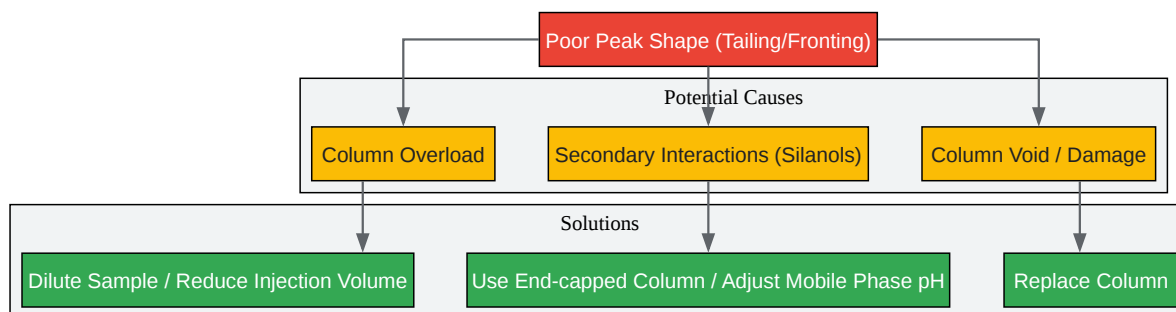 Poor Peak Shape (Tailing/Fronting)
Potential Causes
Column Overload
Secondary Interactions (Silanols)
Column Void / Damage
Solutions
Dilute Sample / Reduce Injection Volume
Use End-capped Column / Adjust Mobile Phase pH
Replace Column